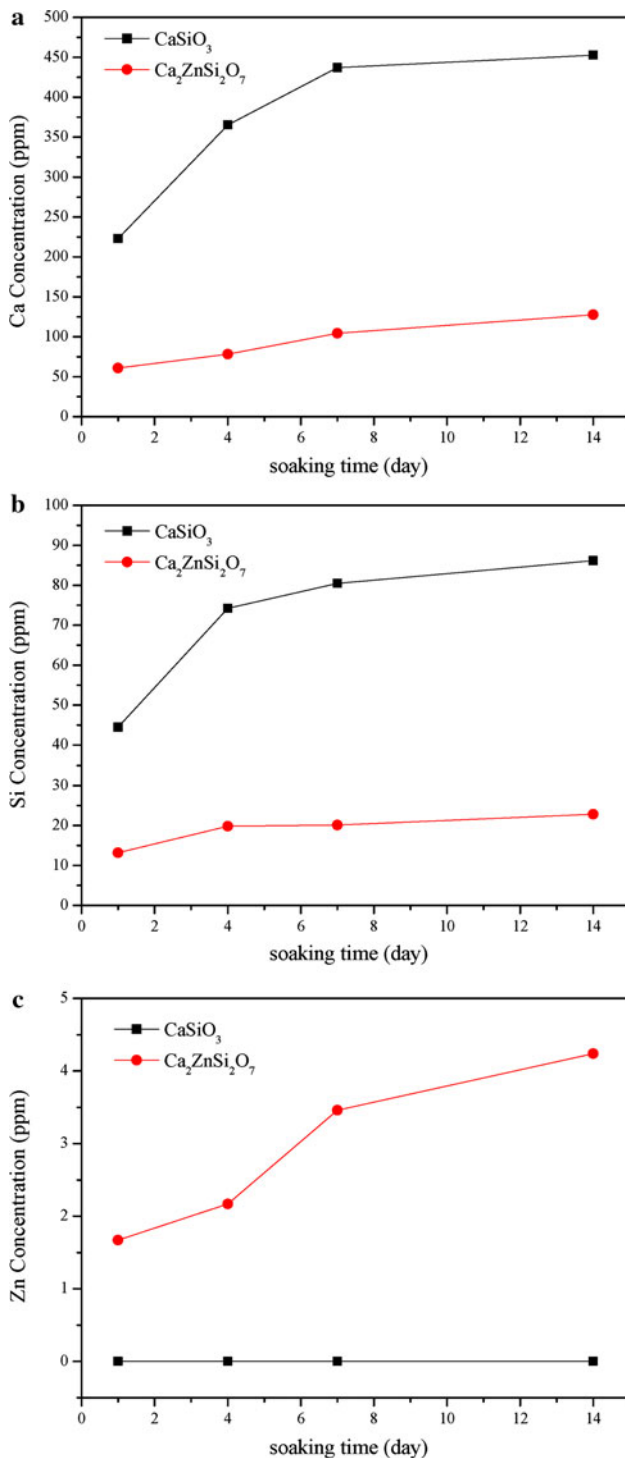 a
500
450
400
350
300
250
200
150
100
50
0
Ca Concentration (ppm)
CaSiO₃
Ca₂ZnSi₂O₇
0 2 4 6 8 10 12 14
soaking time (day)
b
100
90
80
70
60
50
40
30
20
10
0
Si Concentration (ppm)
CaSiO₃
Ca₂ZnSi₂O₇
0 2 4 6 8 10 12 14
soaking time (day)
c
5
4
3
2
1
0
Zn Concentration (ppm)
CaSiO₃
Ca₂ZnSi₂O₇
0 2 4 6 8 10 12 14
soaking time (day)